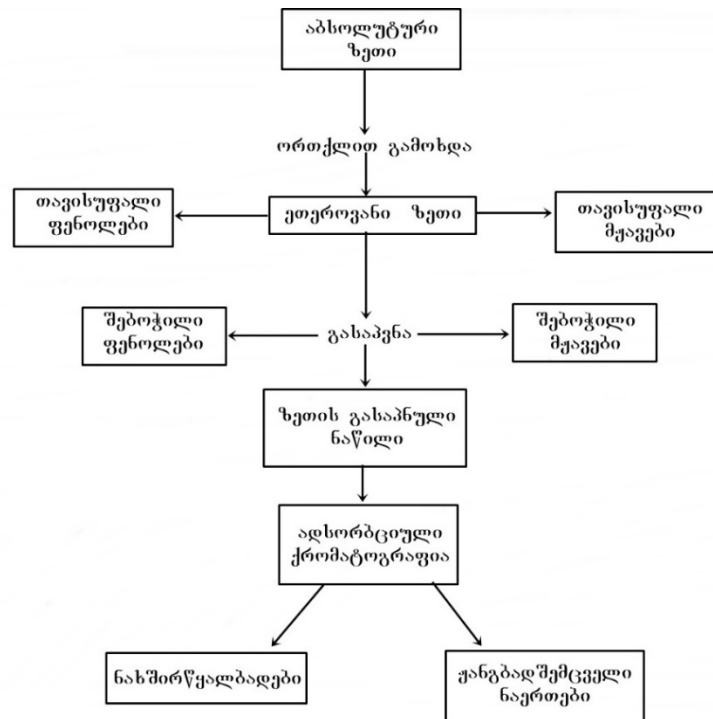 აბსოლუტური
ზეთი
ორთქლით გამოხდა
თავისუფალი
ფენოლები
ეთეროვანი ზეთი
თავისუფალი
მჟავები
შებოჭილი
ფენოლები
გასაპვნა
შებოჭილი
მჟავები
ზეთის გასაპნული
ნაწილი
ადსორბციული
ქრომატოგრაფია
ნახშირწყალბადები
ჟანგბადშემცველი
ნაერთები